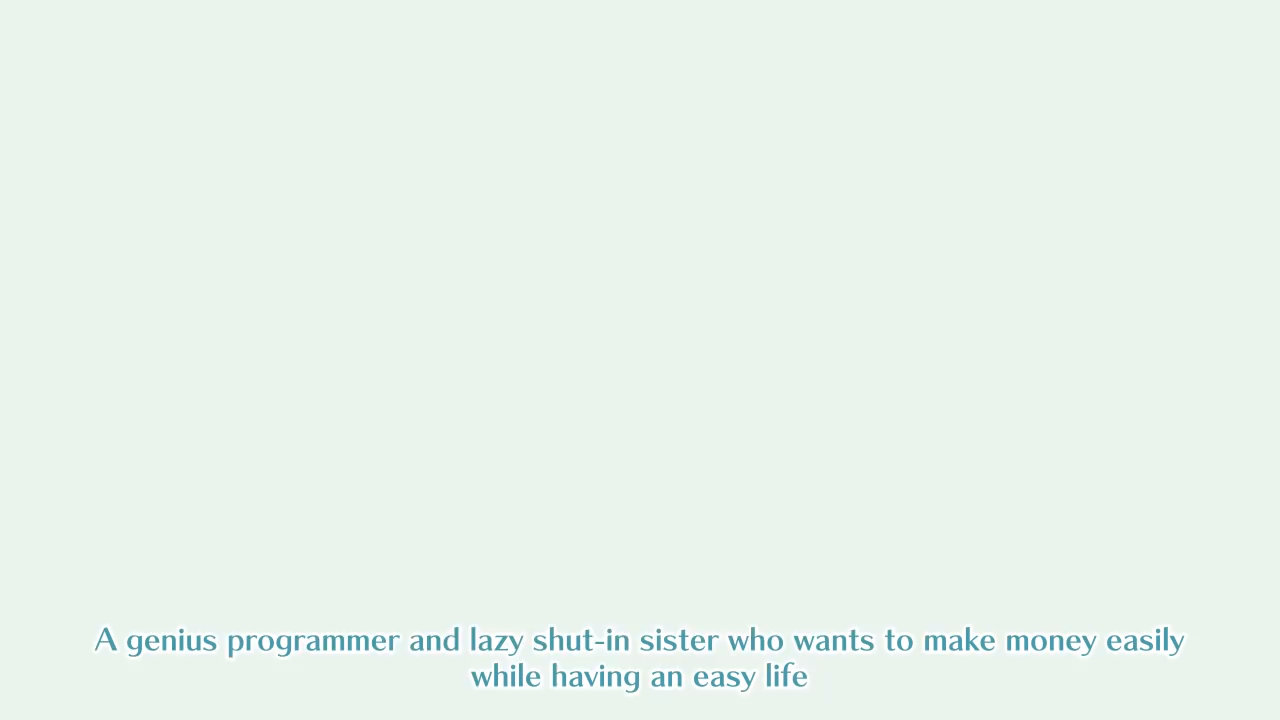 A genius programmer and lazy shut-in sister who wants to make money easily
while having an easy life